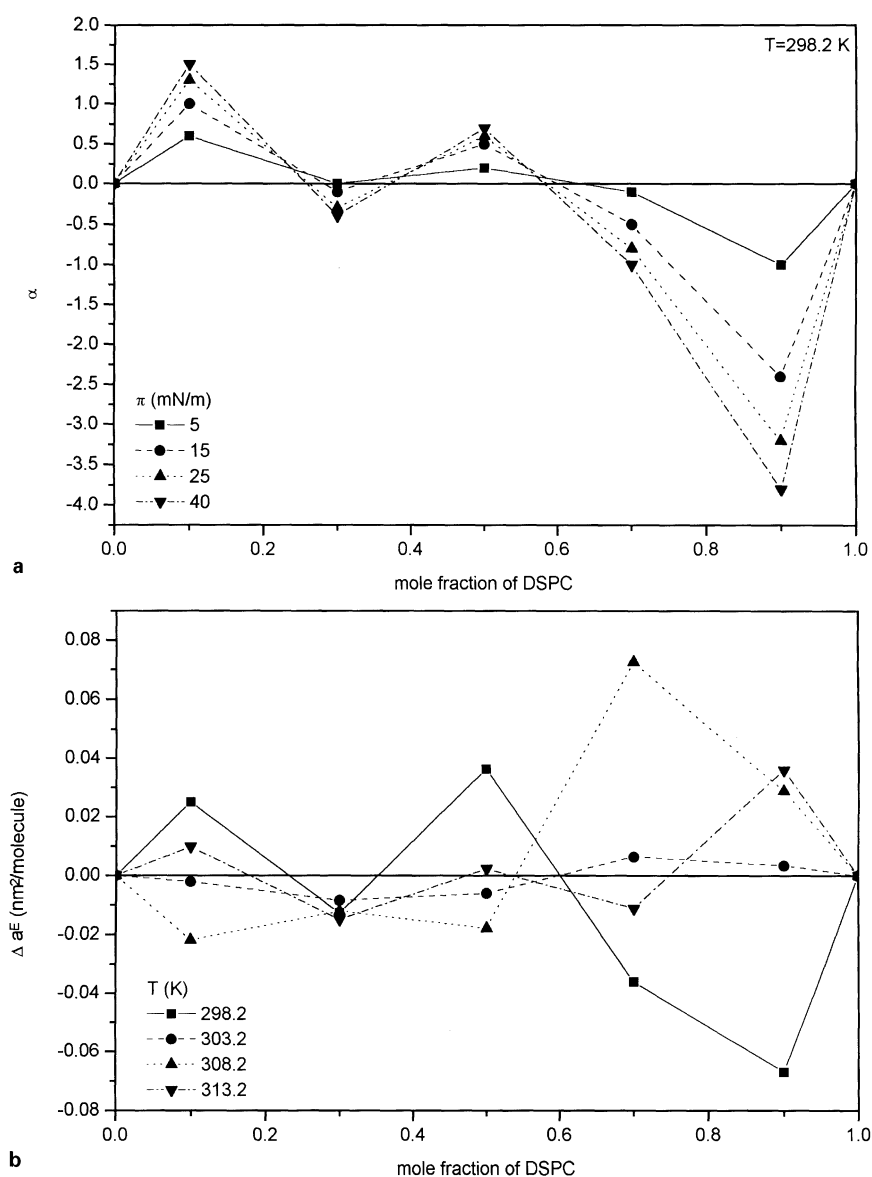 2.0
T=298.2 K
1.5
1.0
0.5
0.0
-0.5
-1.0
α
-1.5
-2.0
-2.5
π (mN/m)
-3.0
5
15
-3.5
25
-4.0
40
0.0 0.2 0.4 0.6 0.8 1.0
a
mole fraction of DSPC
0.08
0.06
0.04
0.02
0.00
Δ aᴱ (nm²/molecule)
-0.02
-0.04
T (K)
298.2
303.2
-0.06
308.2
313.2
-0.08
0.0 0.2 0.4 0.6 0.8 1.0
b
mole fraction of DSPC